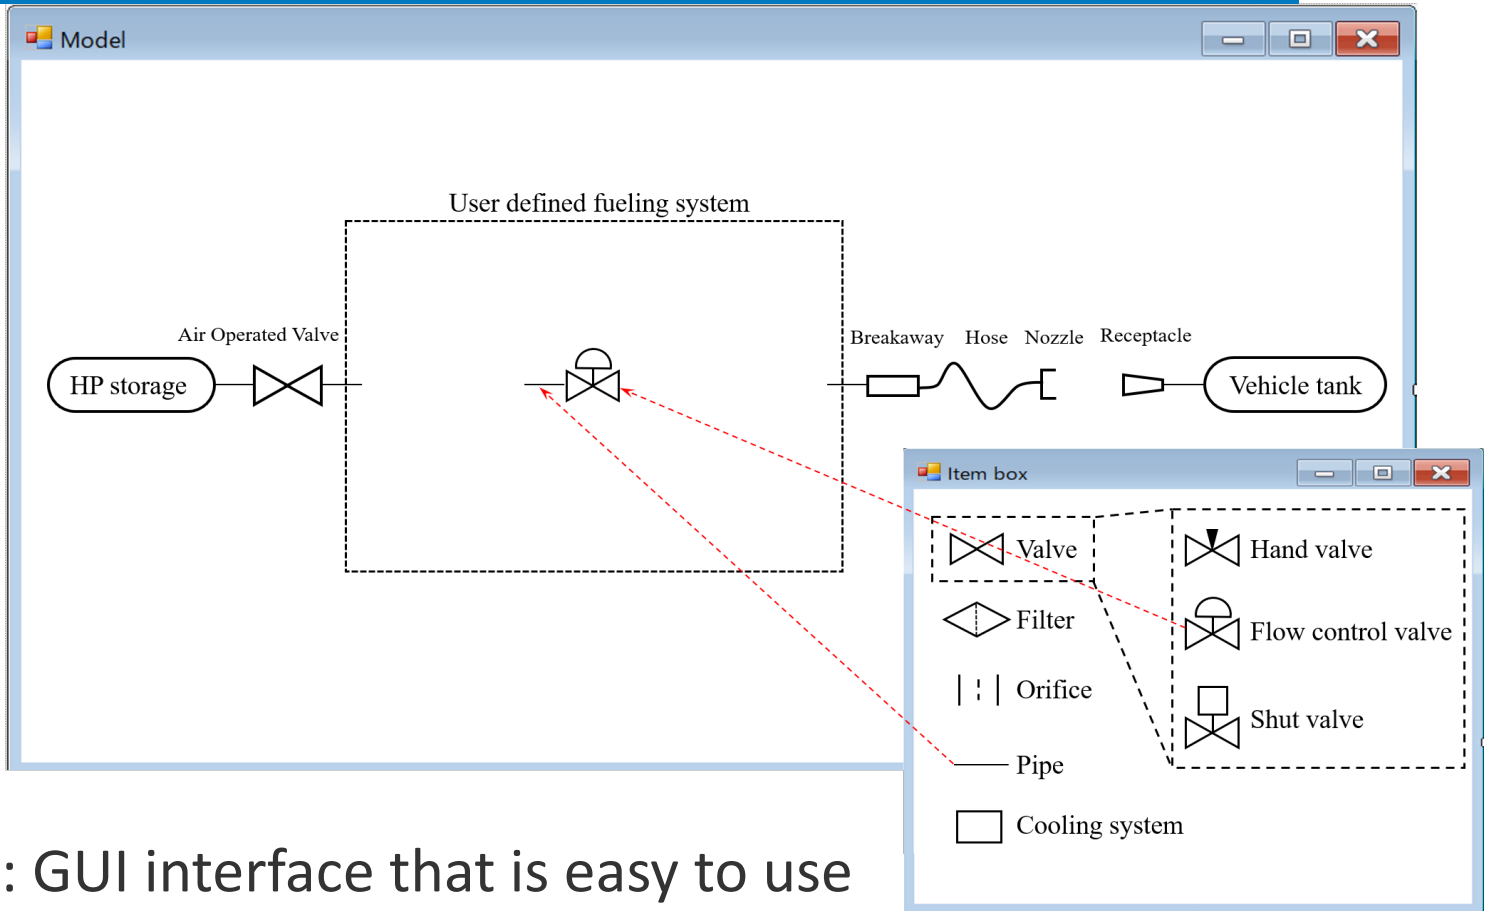 Model
User defined fueling system
Air Operated Valve
Breakaway Hose Nozzle Receptacle
HP storage
Vehicle tank
Item box
Valve
Hand valve
Filter
Flow control valve
Orifice
Shut valve
Pipe
Cooling system
: GUI interface that is easy to use